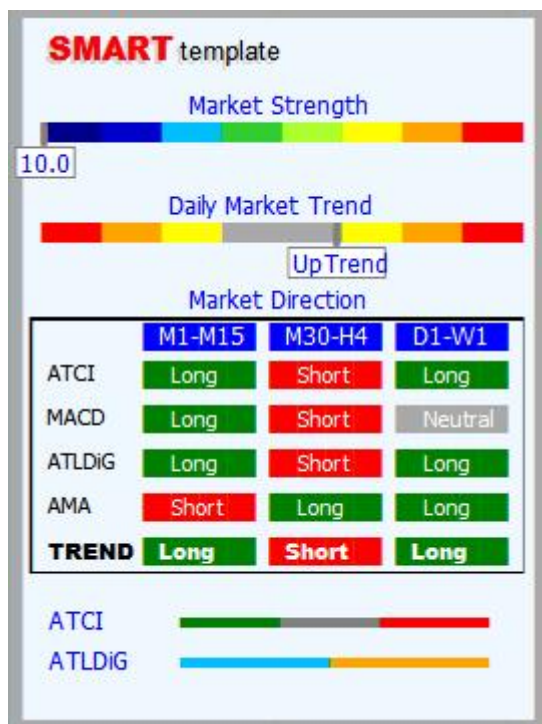 SMART template
Market Strength
10.0
Daily Market Trend
UpTrend
Market Direction
M1-M15 M30-H4 D1-W1
ATCI Long Short Long
MACD Long Short Neutral
ATLDiG Long Short Long
AMA Short Long Long
TREND Long Short Long
ATCI
ATLDiG